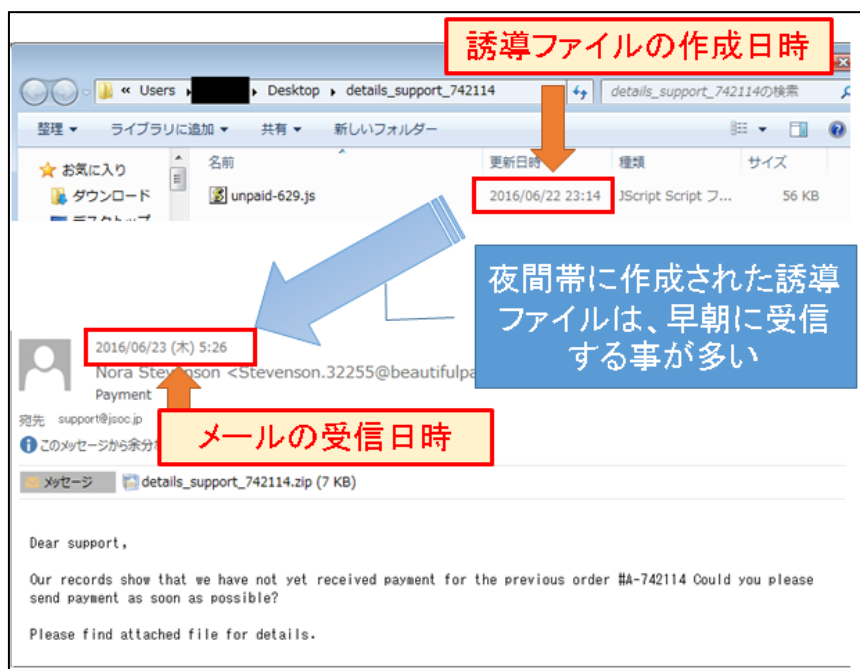 誘導ファイルの作成日時
« Users
Desktop
details_support_742114
details_support_742114の検索
整理
ライブラリに追加
共有
新しいフォルダー
お気に入り
名前
更新日時
種類
サイズ
ダウンロード
unpaid-629.js
2016/06/22 23:14
JScript Script フ...
56 KB
デスクトップ
夜間帯に作成された誘導
ファイルは、早朝に受信
する事が多い
2016/06/23 (木) 5:26
Nora Stevenson <Stevenson.32255@beautifulpa
Payment
宛先 support@jsoc.jp
メールの受信日時
このメッセージから余分な
メッセージ
details_support_742114.zip (7 KB)
Dear support,
Our records show that we have not yet received payment for the previous order #A-742114 Could you please
send payment as soon as possible?
Please find attached file for details.